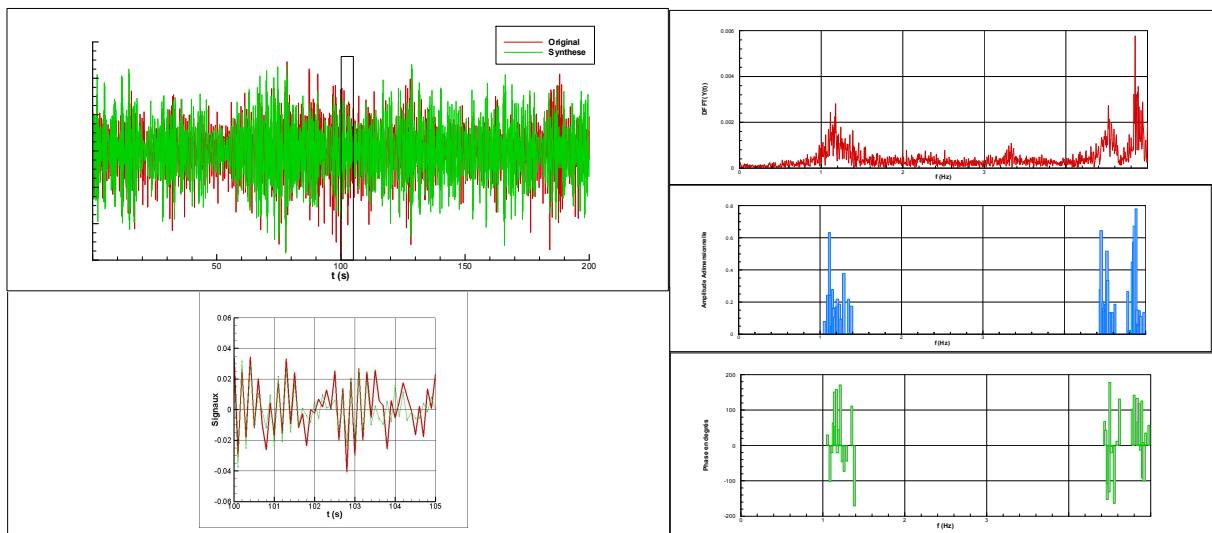 Original
Synthese
50 100 150 200
t (s)
0.06
0.04
0.02
0
-0.02
-0.04
-0.06
Signaux
100 101 102 103 104 105
t (s)
0.006
0.004
0.002
0
DFFT(Y(t))
0 1 2 3
f (Hz)
0.8
0.6
0.4
0.2
0
Amplitude Adimensionnelle
0 1 2 3
f (Hz)
200
100
0
-100
-200
Phase en degrés
0 1 2 3
f (Hz)